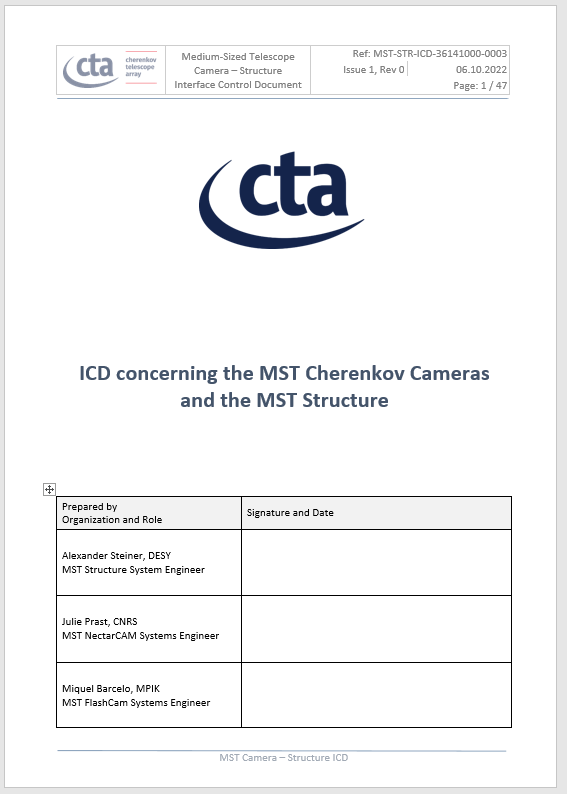 cta
cherenkov
telescope
array
Medium-Sized Telescope
Camera – Structure
Interface Control Document
Ref: MST-STR-ICD-36141000-0003
Issue 1, Rev 0
06.10.2022
Page: 1 / 47
cta
ICD concerning the MST Cherenkov Cameras
and the MST Structure
Prepared by
Organization and Role
Signature and Date
Alexander Steiner, DESY
MST Structure System Engineer
Julie Prast, CNRS
MST NectarCAM Systems Engineer
Miquel Barcelo, MPIK
MST FlashCam Systems Engineer
MST Camera – Structure ICD